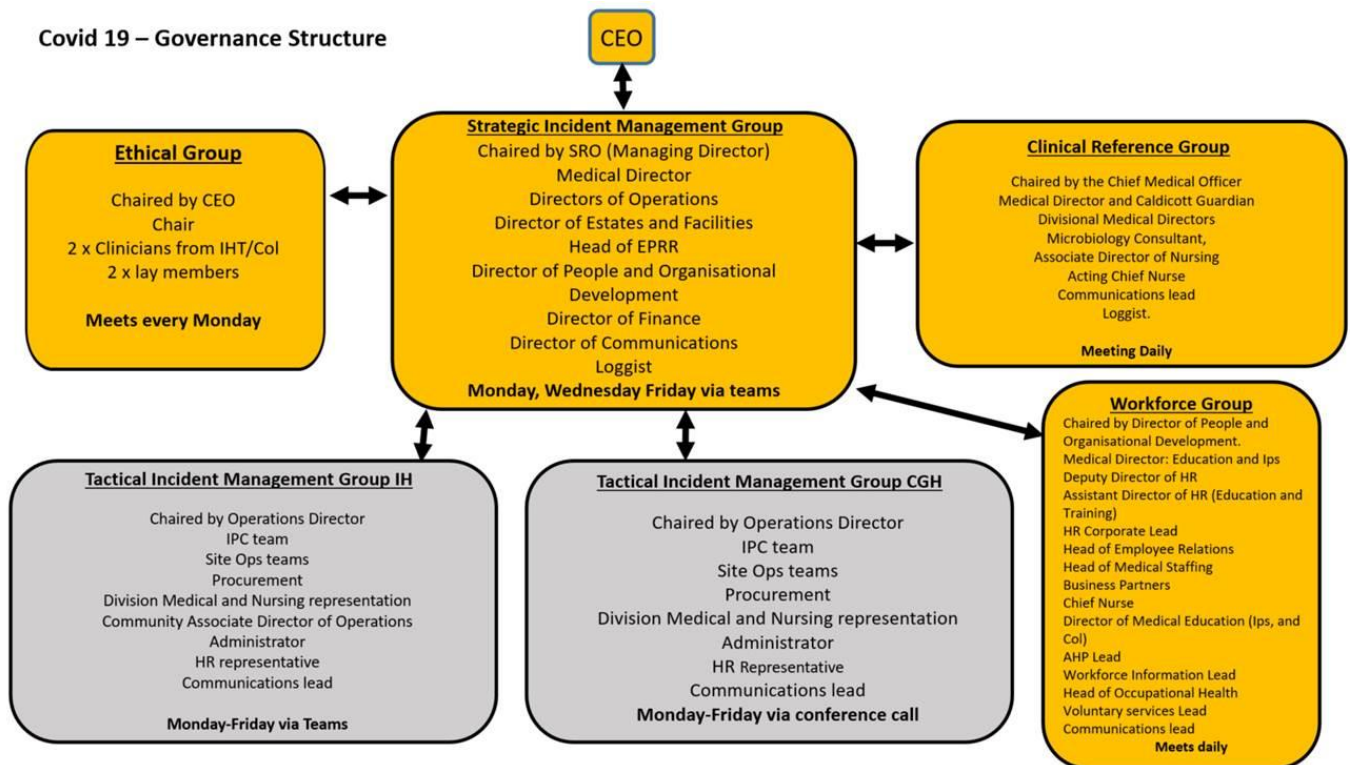 Covid 19 – Governance Structure
CEO
Ethical Group
Chaired by CEO
Chair
2 x Clinicians from IHT/Col
2 x lay members
Meets every Monday
Strategic Incident Management Group
Chaired by SRO (Managing Director)
Medical Director
Directors of Operations
Director of Estates and Facilities
Head of EPRR
Director of People and Organisational
Development
Director of Finance
Director of Communications
Loggist
Monday, Wednesday Friday via teams
Clinical Reference Group
Chaired by the Chief Medical Officer
Medical Director and Caldicott Guardian
Divisional Medical Directors
Microbiology Consultant,
Associate Director of Nursing
Acting Chief Nurse
Communications lead
Loggist.
Meeting Daily
Tactical Incident Management Group IH
Chaired by Operations Director
IPC team
Site Ops teams
Procurement
Division Medical and Nursing representation
Community Associate Director of Operations
Administrator
HR representative
Communications lead
Monday-Friday via Teams
Tactical Incident Management Group CGH
Chaired by Operations Director
IPC team
Site Ops teams
Procurement
Division Medical and Nursing representation
Administrator
HR Representative
Communications lead
Monday-Friday via conference call
Workforce Group
Chaired by Director of People and
Organisational Development.
Medical Director: Education and Ips
Deputy Director of HR
Assistant Director of HR (Education and
Training)
HR Corporate Lead
Head of Employee Relations
Head of Medical Staffing
Business Partners
Chief Nurse
Director of Medical Education (Ips, and
Col)
AHP Lead
Workforce Information Lead
Head of Occupational Health
Voluntary services Lead
Communications lead
Meets daily